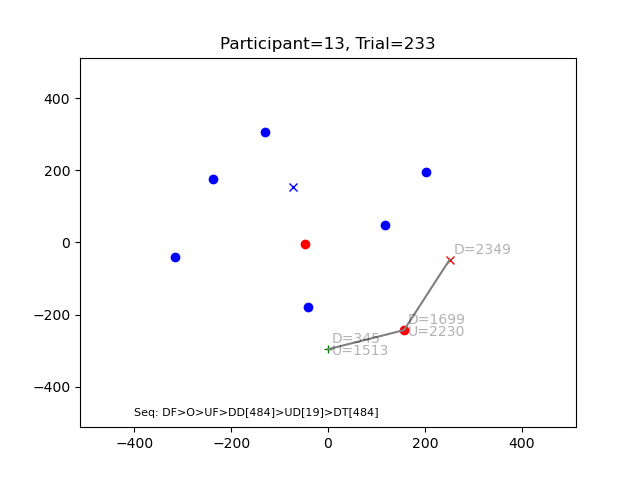 Participant=13, Trial=233
400
200
0
−200
−400
D=2349
D=1699
U=2230
D=345
U=1513
Seq: DF>O>UF>DD[484]>UD[19]>DT[484]
−400
−200
0
200
400